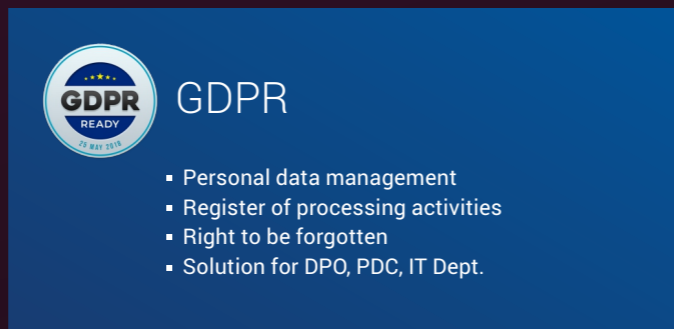 GDPR
READY
25 MAY 2018
GDPR
Personal data management
Register of processing activities
Right to be forgotten
Solution for DPO, PDC, IT Dept.